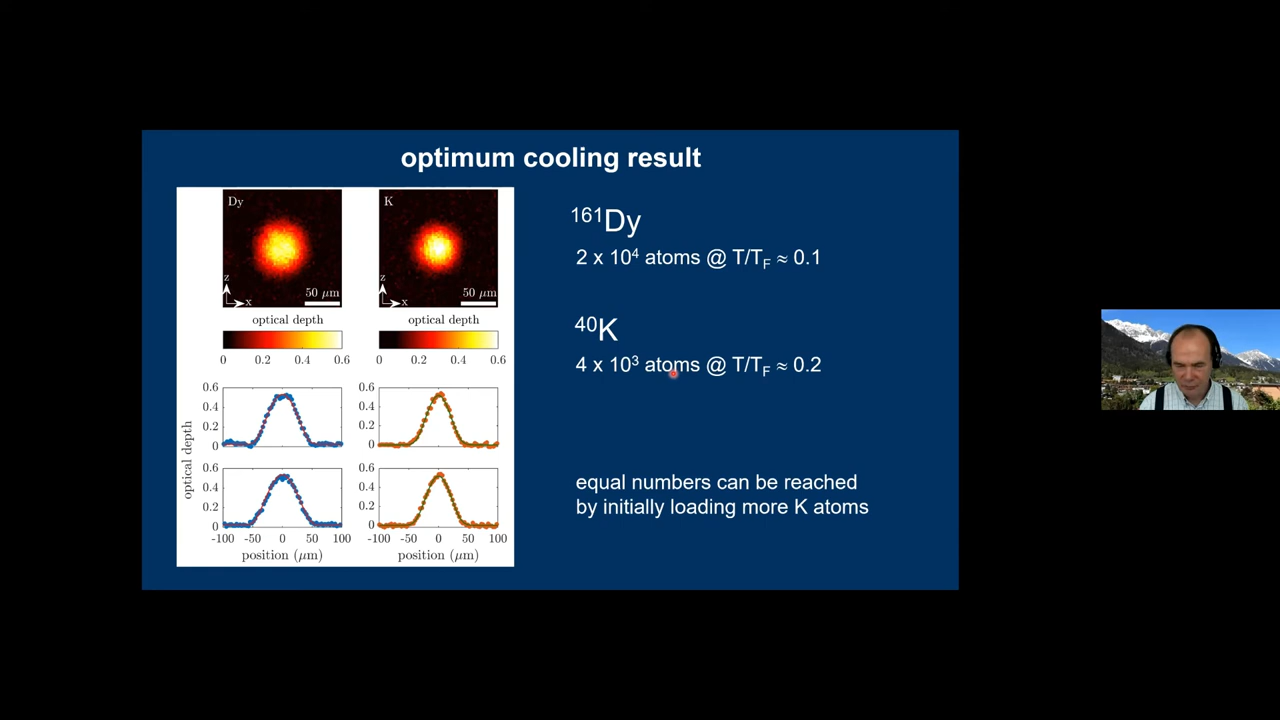 optimum cooling result
Dy
z
x
50 μm
K
z
x
50 μm
optical depth
0 0.2 0.4 0.6
optical depth
0 0.2 0.4 0.6
optical depth
0.6
0.4
0.2
0
0.6
0.4
0.2
0
0.6
0.4
0.2
0
0.6
0.4
0.2
0
-100 -50 0 50 100
position (μm)
-100 -50 0 50 100
position (μm)
¹⁶¹Dy
2 x 10⁴ atoms @ T/T_F ≈ 0.1
⁴⁰K
4 x 10³ atoms @ T/T_F ≈ 0.2
equal numbers can be reached
by initially loading more K atoms